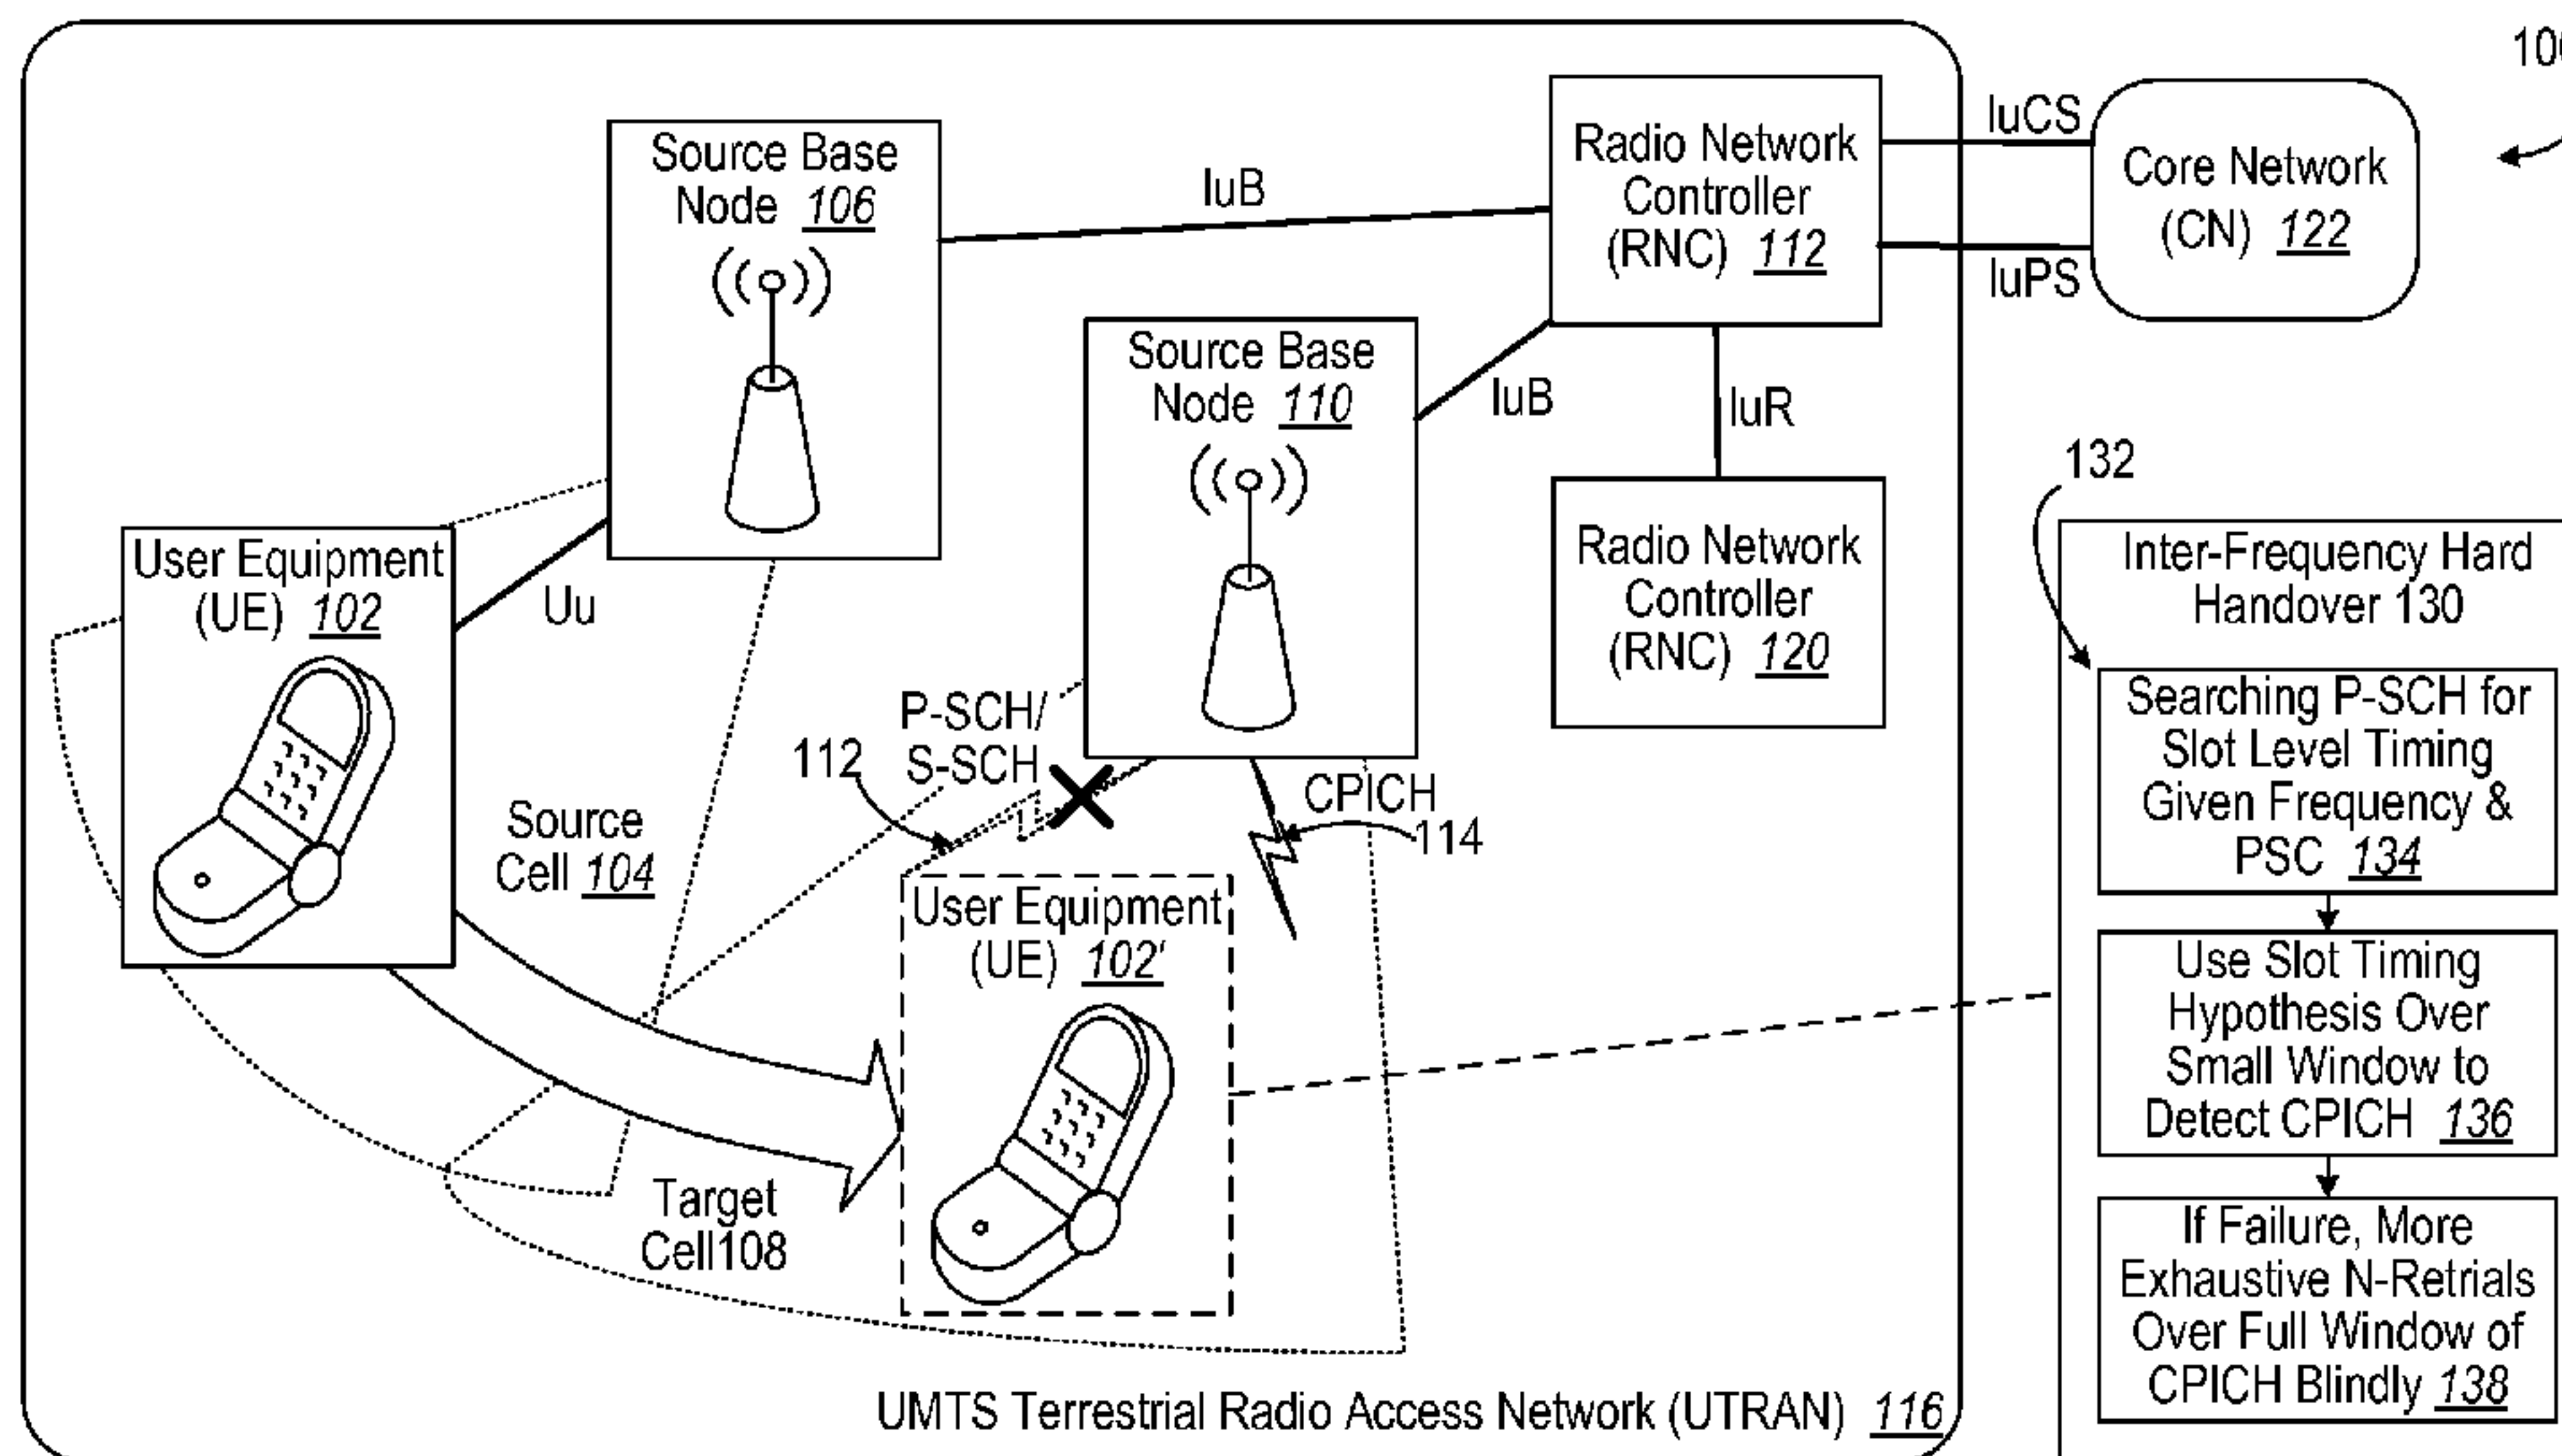 Source Base
Node 106
IuB
Radio Network
Controller
(RNC) 112
IuCS
IuPS
Core Network
(CN) 122
Source Base
Node 110
IuB
IuR
Radio Network
Controller
(RNC) 120
User Equipment
(UE) 102
Uu
P-SCH/
S-SCH
112
CPICH
114
Source
Cell 104
User Equipment
(UE) 102'
Target
Cell108
UMTS Terrestrial Radio Access Network (UTRAN) 116
132
Inter-Frequency Hard
Handover 130
Searching P-SCH for
Slot Level Timing
Given Frequency &
PSC 134
Use Slot Timing
Hypothesis Over
Small Window to
Detect CPICH 136
If Failure, More
Exhaustive N-Retrials
Over Full Window of
CPICH Blindly 138